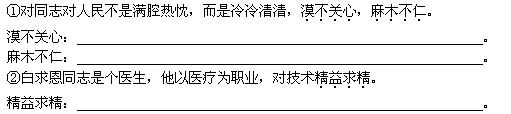 ①对同志对人民不是满腔热忱，而是冷冷清清，漠不关心，麻木不仁。
漠不关心：________________________________。
麻木不仁：________________________________。
②白求恩同志是个医生，他以医疗为职业，对技术精益求精。
精益求精：________________________________。